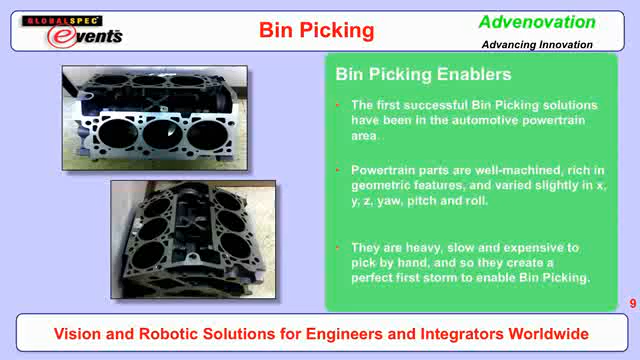 GLOBALSPEC
events
Bin Picking
Advenovation
Advancing Innovation
Bin Picking Enablers
• The first successful Bin Picking solutions
have been in the automotive powertrain
area.
• Powertrain parts are well-machined, rich in
geometric features, and varied slightly in x,
y, z, yaw, pitch and roll.
• They are heavy, slow and expensive to
pick by hand, and so they create a
perfect first storm to enable Bin Picking.
9
Vision and Robotic Solutions for Engineers and Integrators Worldwide